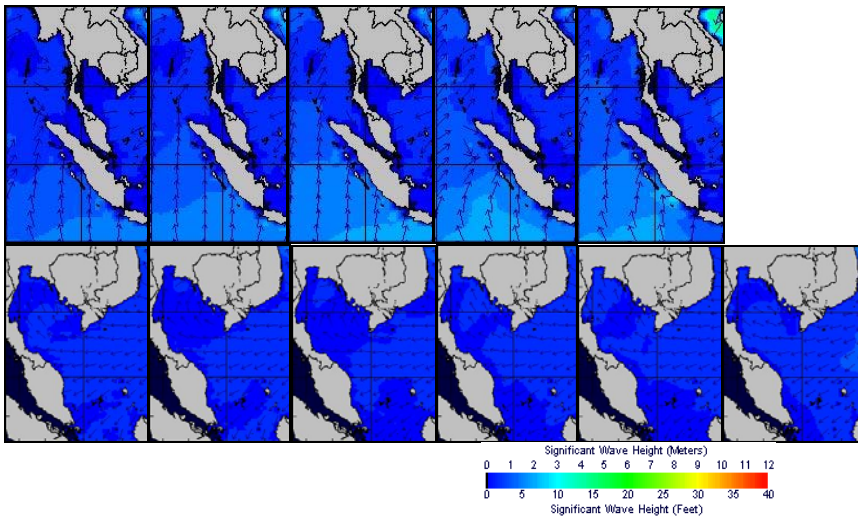 Significant Wave Height (Meters)
0 1 2 3 4 5 6 7 8 9 10 11 12
0 5 10 15 20 25 30 35 40
Significant Wave Height (Feet)